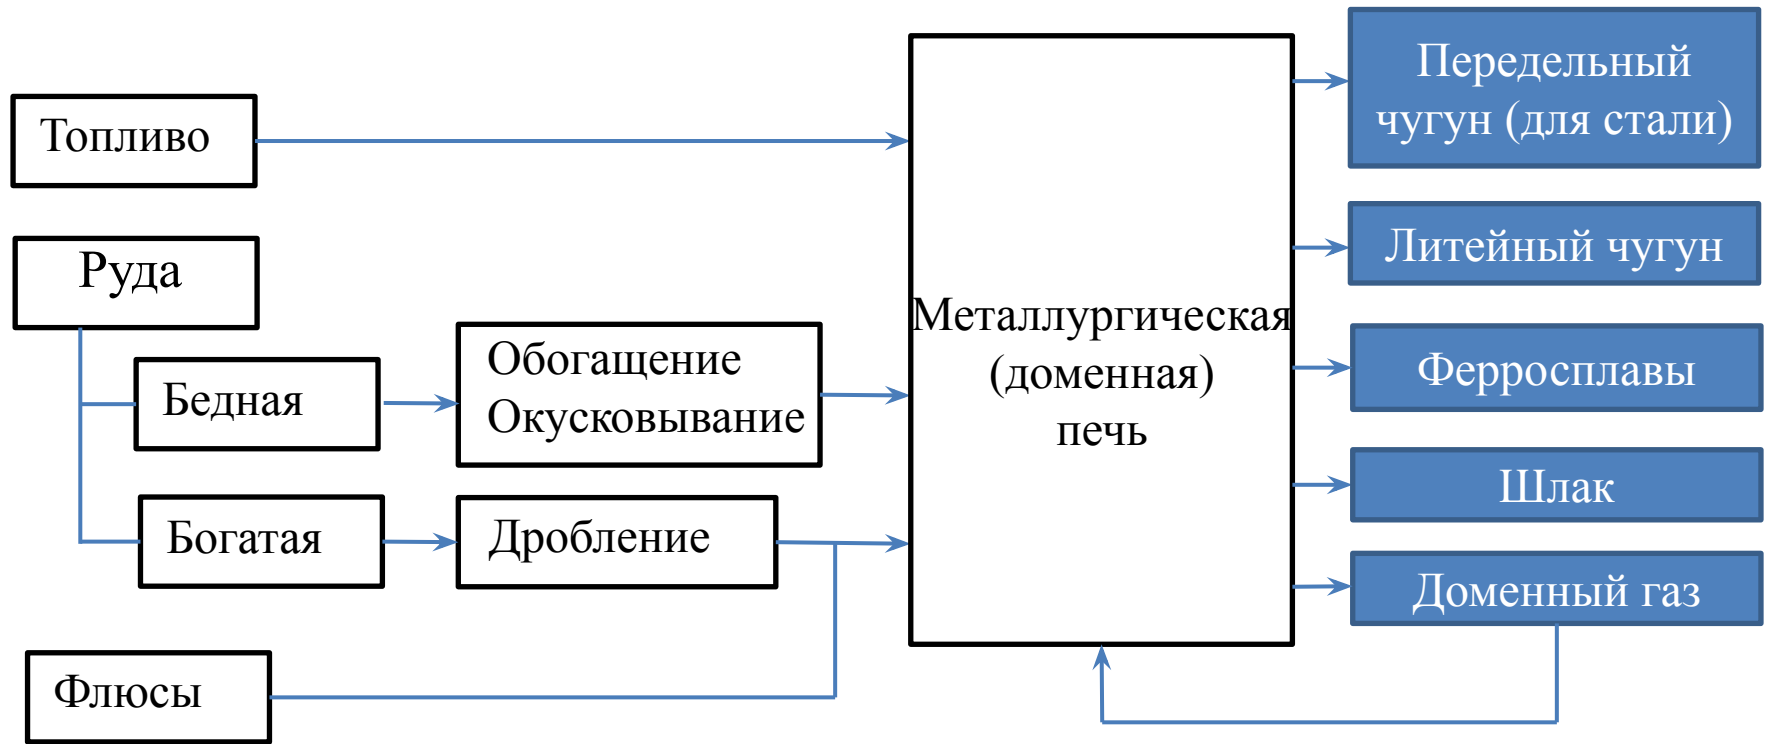 Топливо
Руда
Бедная
Богатая
Флюсы
Обогащение
Окусковывание
Дробление
Металлургическая
(доменная)
печь
Передельный
чугун (для стали)
Литейный чугун
Ферросплавы
Шлак
Доменный газ